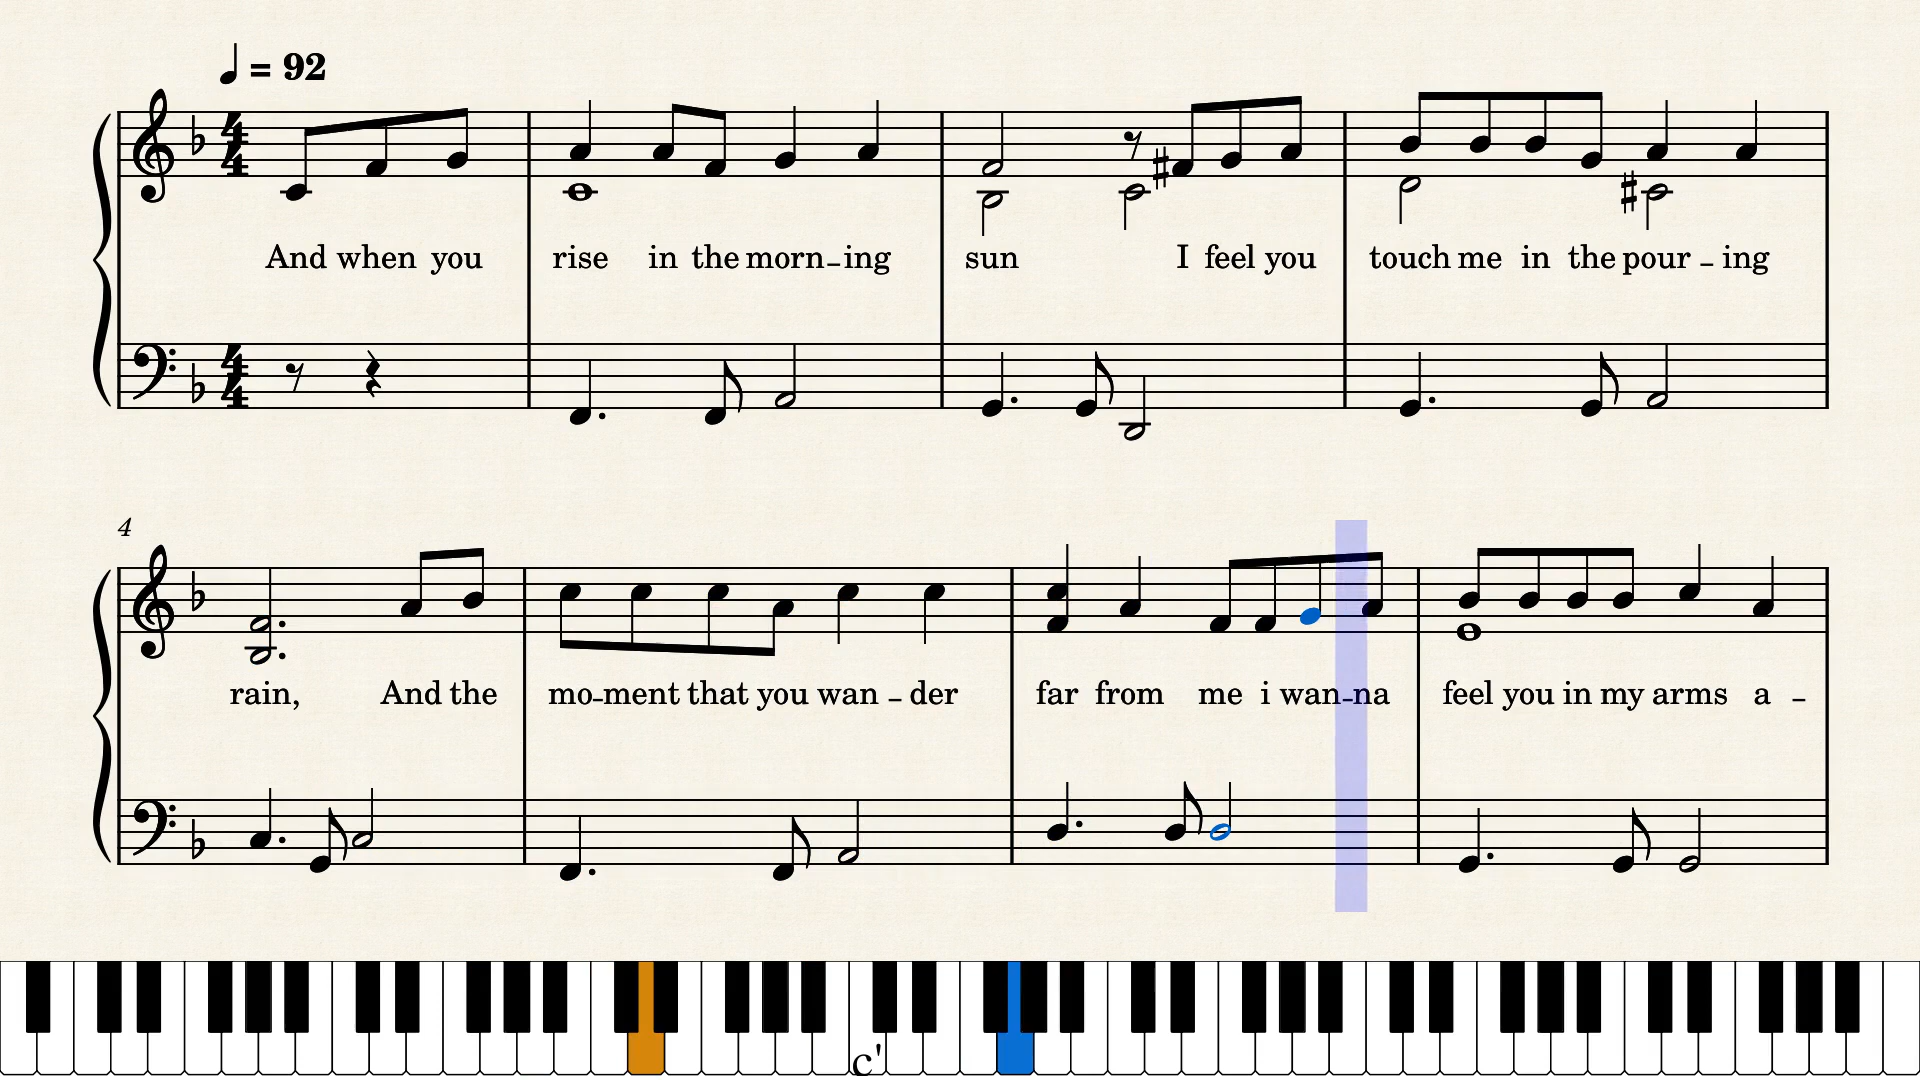 ♩ = 92
And when you rise in the morn-ing sun I feel you touch me in the pour-ing
4
rain, And the mo-ment that you wan-der far from me i wan-na feel you in my arms a-
c'